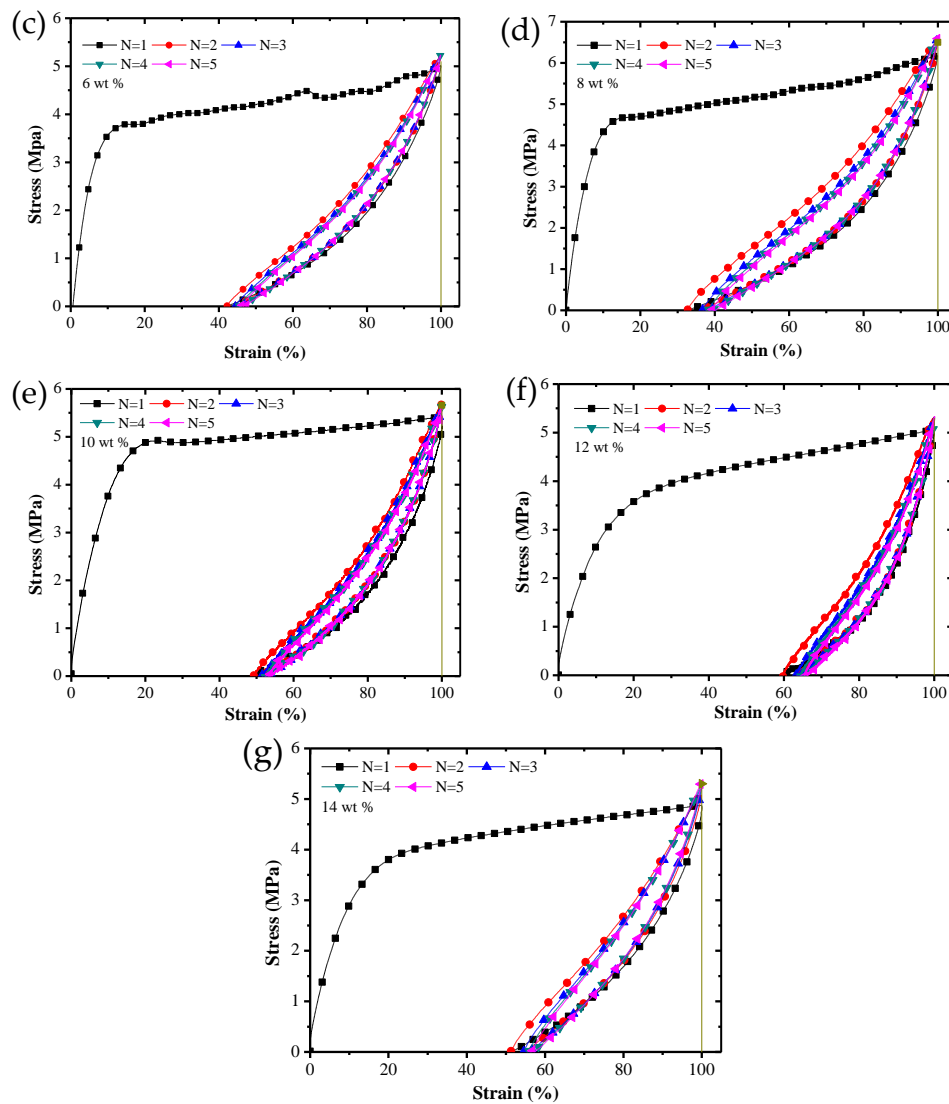 (c)
6
5
4
3
2
1
0
Stress (Mpa)
N=1 N=2 N=3
N=4 N=5
6 wt %
0 20 40 60 80 100
Strain (%)
(d)
7
6
5
4
3
2
1
0
Stress (MPa)
N=1 N=2 N=3
N=4 N=5
8 wt %
0 20 40 60 80 100
Strain (%)
(e)
6
5
4
3
2
1
0
Stress (MPa)
N=1 N=2 N=3
N=4 N=5
10 wt %
0 20 40 60 80 100
Strain (%)
(f)
6
5
4
3
2
1
0
Stress (MPa)
N=1 N=2 N=3
N=4 N=5
12 wt %
0 20 40 60 80 100
Strain (%)
(g)
6
5
4
3
2
1
0
Stress (MPa)
N=1 N=2 N=3
N=4 N=5
14 wt %
0 20 40 60 80 100
Strain (%)